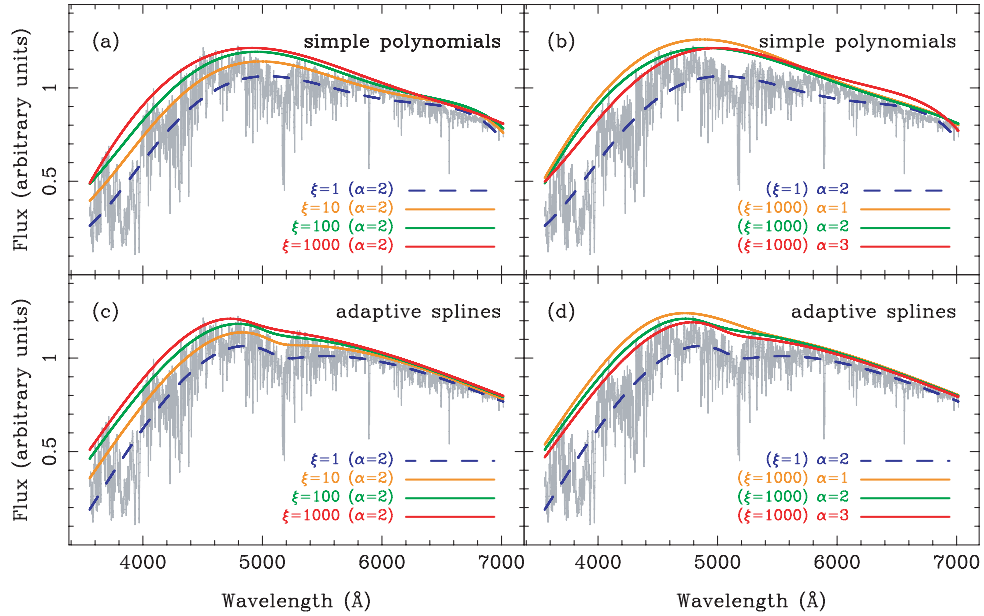 (a) simple polynomials
ξ=1 (α=2)
ξ=10 (α=2)
ξ=100 (α=2)
ξ=1000 (α=2)
(b) simple polynomials
(ξ=1) α=2
(ξ=1000) α=1
(ξ=1000) α=2
(ξ=1000) α=3
Flux (arbitrary units)
1
0.5
(c) adaptive splines
ξ=1 (α=2)
ξ=10 (α=2)
ξ=100 (α=2)
ξ=1000 (α=2)
(d) adaptive splines
(ξ=1) α=2
(ξ=1000) α=1
(ξ=1000) α=2
(ξ=1000) α=3
Flux (arbitrary units)
1
0.5
4000 5000 6000 7000
4000 5000 6000 7000
Wavelength (Å)
Wavelength (Å)